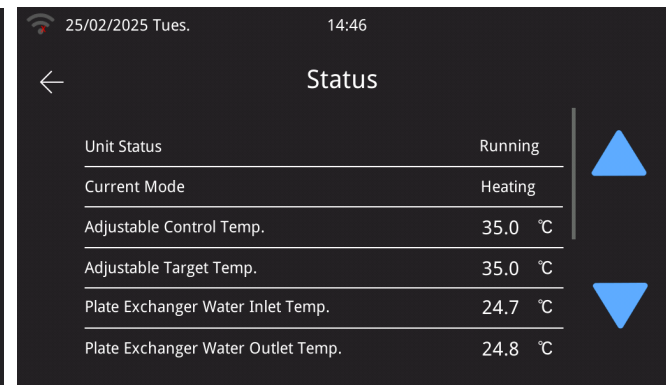 25/02/2025 Tues. 14:46
Status
Unit Status Running
Current Mode Heating
Adjustable Control Temp. 35.0 ℃
Adjustable Target Temp. 35.0 ℃
Plate Exchanger Water Inlet Temp. 24.7 ℃
Plate Exchanger Water Outlet Temp. 24.8 ℃